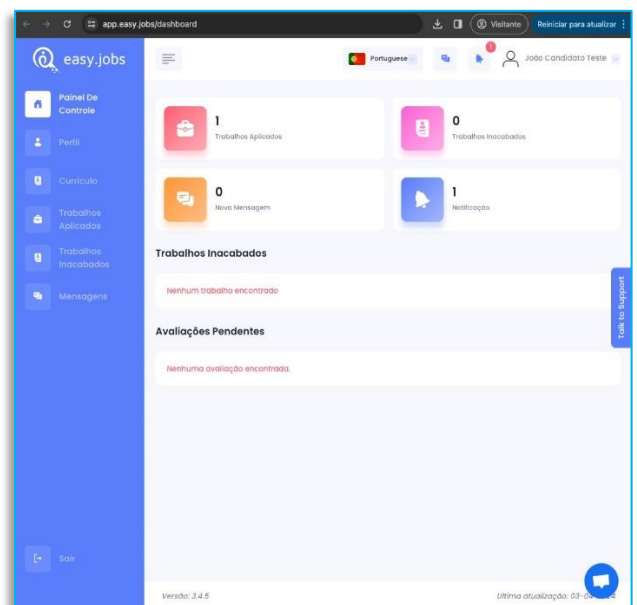 app.easy.jobs/dashboard
Visitante
Reiniciar para atualizar
easy.jobs
Portuguese
1
João Candidato Teste
Painel De
Controle
Perfil
Currículo
Trabalhos
Aplicados
Trabalhos
Inacabados
Mensagens
Sair
1
Trabalhos Aplicados
0
Trabalhos Inacabados
0
Nova Mensagem
1
Notificação
Trabalhos Inacabados
Nenhum trabalho encontrado
Avaliações Pendentes
Nenhuma avaliação encontrada.
Talk to Support
Versão: 3.4.5
Última atualização: 03-04